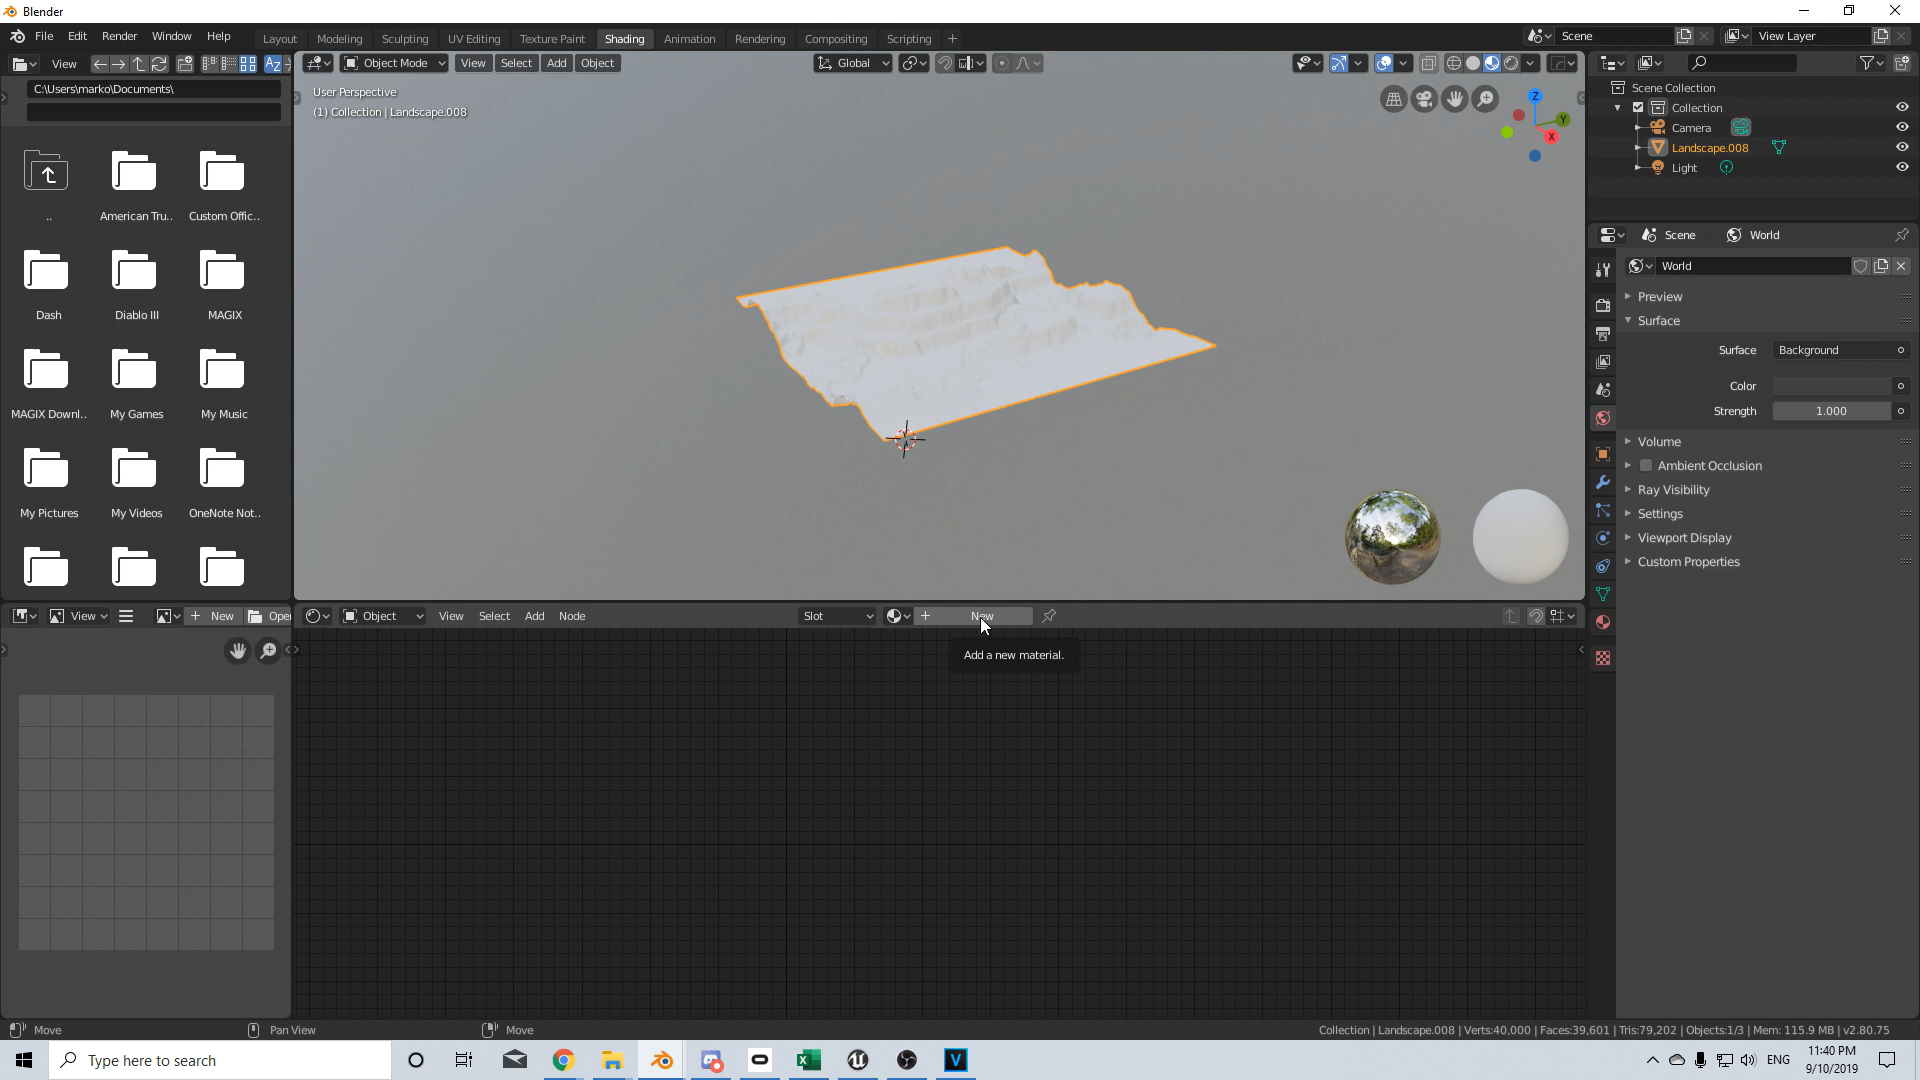 Blender
File Edit Render Window Help
Layout Modeling Sculpting UV Editing Texture Paint Shading Animation Rendering Compositing Scripting +
Scene
View Layer
View
C:\Users\marko\Documents\
..
American Tru..
Custom Offic..
Dash
Diablo III
MAGIX
MAGIX Downl..
My Games
My Music
My Pictures
My Videos
OneNote Not..
Object Mode View Select Add Object
Global
User Perspective
(1) Collection | Landscape.008
Z
Y
X
Scene Collection
Collection
Camera
Landscape.008
Light
Scene World
World
Preview
Surface
Surface Background
Color
Strength 1.000
Volume
Ambient Occlusion
Ray Visibility
Settings
Viewport Display
Custom Properties
View + New Open
Object View Select Add Node
Slot
+ New
Add a new material.
Move
Pan View
Move
Collection | Landscape.008 | Verts:40,000 | Faces:39,601 | Tris:79,202 | Objects:1/3 | Mem: 115.9 MB | v2.80.75
Type here to search
ENG
11:40 PM
9/10/2019